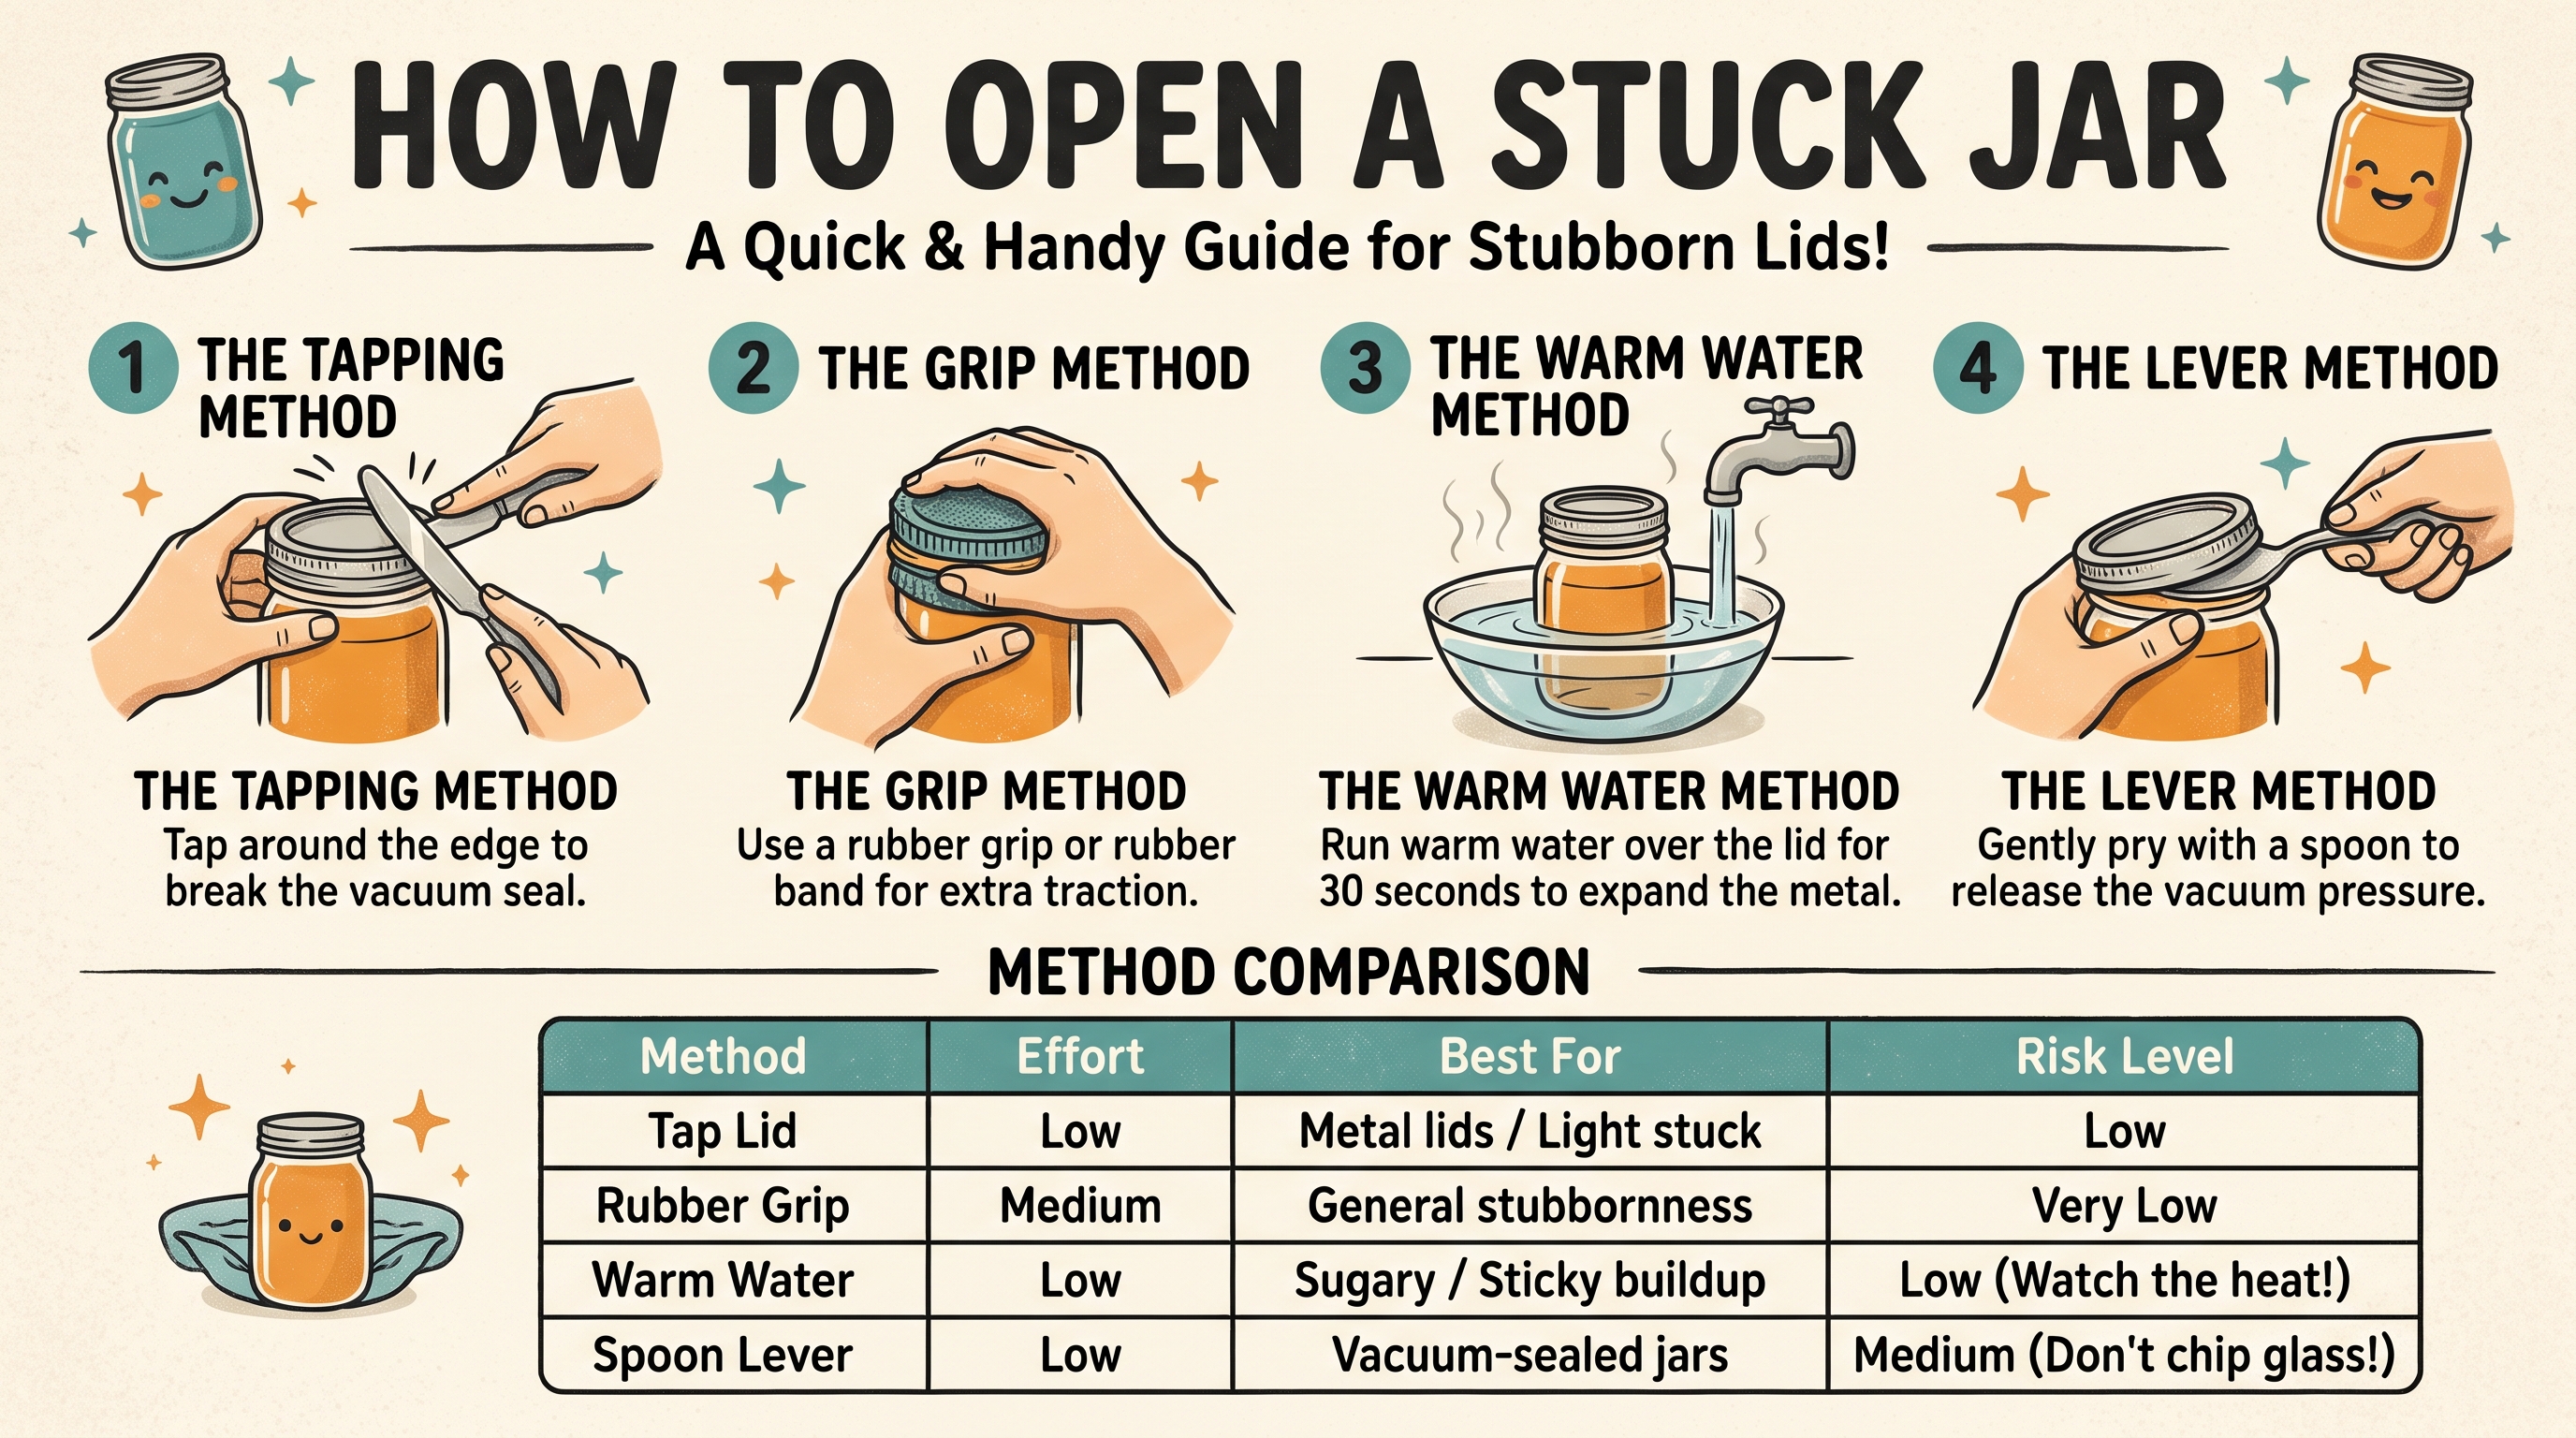 HOW TO OPEN A STUCK JAR
A Quick & Handy Guide for Stubborn Lids!
1 THE TAPPING
METHOD
2 THE GRIP METHOD
3 THE WARM WATER
METHOD
4 THE LEVER METHOD
THE TAPPING METHOD
Tap around the edge to
break the vacuum seal.
THE GRIP METHOD
Use a rubber grip or rubber
band for extra traction.
THE WARM WATER METHOD
Run warm water over the lid for
30 seconds to expand the metal.
THE LEVER METHOD
Gently pry with a spoon to
release the vacuum pressure.
METHOD COMPARISON
Method Effort Best For Risk Level
Tap Lid Low Metal lids / Light stuck Low
Rubber Grip Medium General stubbornness Very Low
Warm Water Low Sugary / Sticky buildup Low (Watch the heat!)
Spoon Lever Low Vacuum-sealed jars Medium (Don't chip glass!)